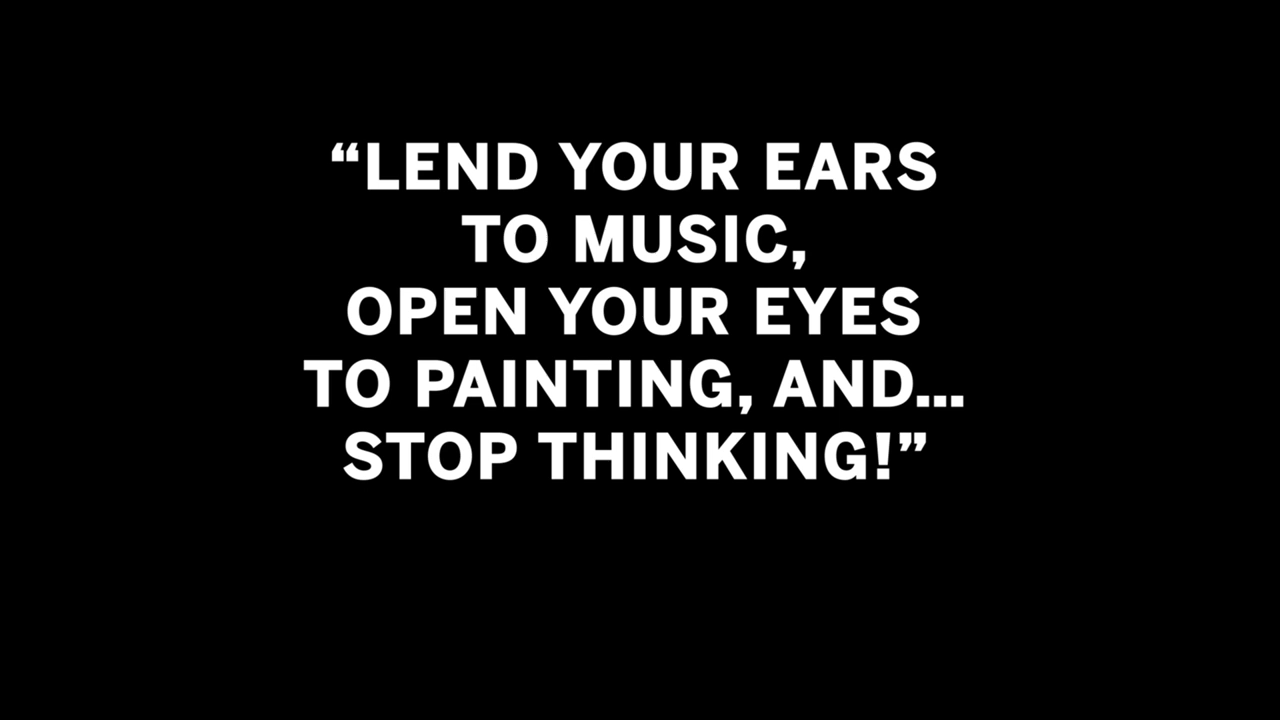 “LEND YOUR EARS
TO MUSIC,
OPEN YOUR EYES
TO PAINTING, AND...
STOP THINKING!”